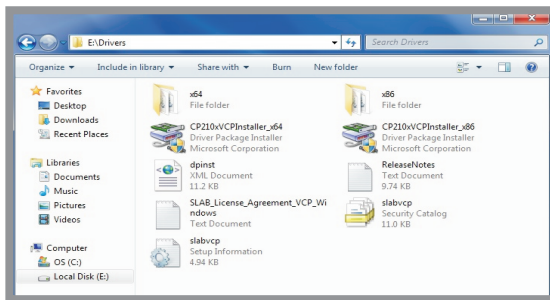 E:\Drivers
Search Drivers
Organize
Include in library
Share with
Burn
New folder
Favorites
Desktop
Downloads
Recent Places
Libraries
Documents
Music
Pictures
Videos
Computer
OS (C:)
Local Disk (E:)
x64
File folder
x86
File folder
CP210xVCPInstaller_x64
Driver Package Installer
Microsoft Corporation
CP210xVCPInstaller_x86
Driver Package Installer
Microsoft Corporation
dpinst
XML Document
11.2 KB
ReleaseNotes
Text Document
9.74 KB
SLAB_License_Agreement_VCP_Wi
ndows
Text Document
slabvcp
Security Catalog
11.0 KB
slabvcp
Setup Information
4.94 KB